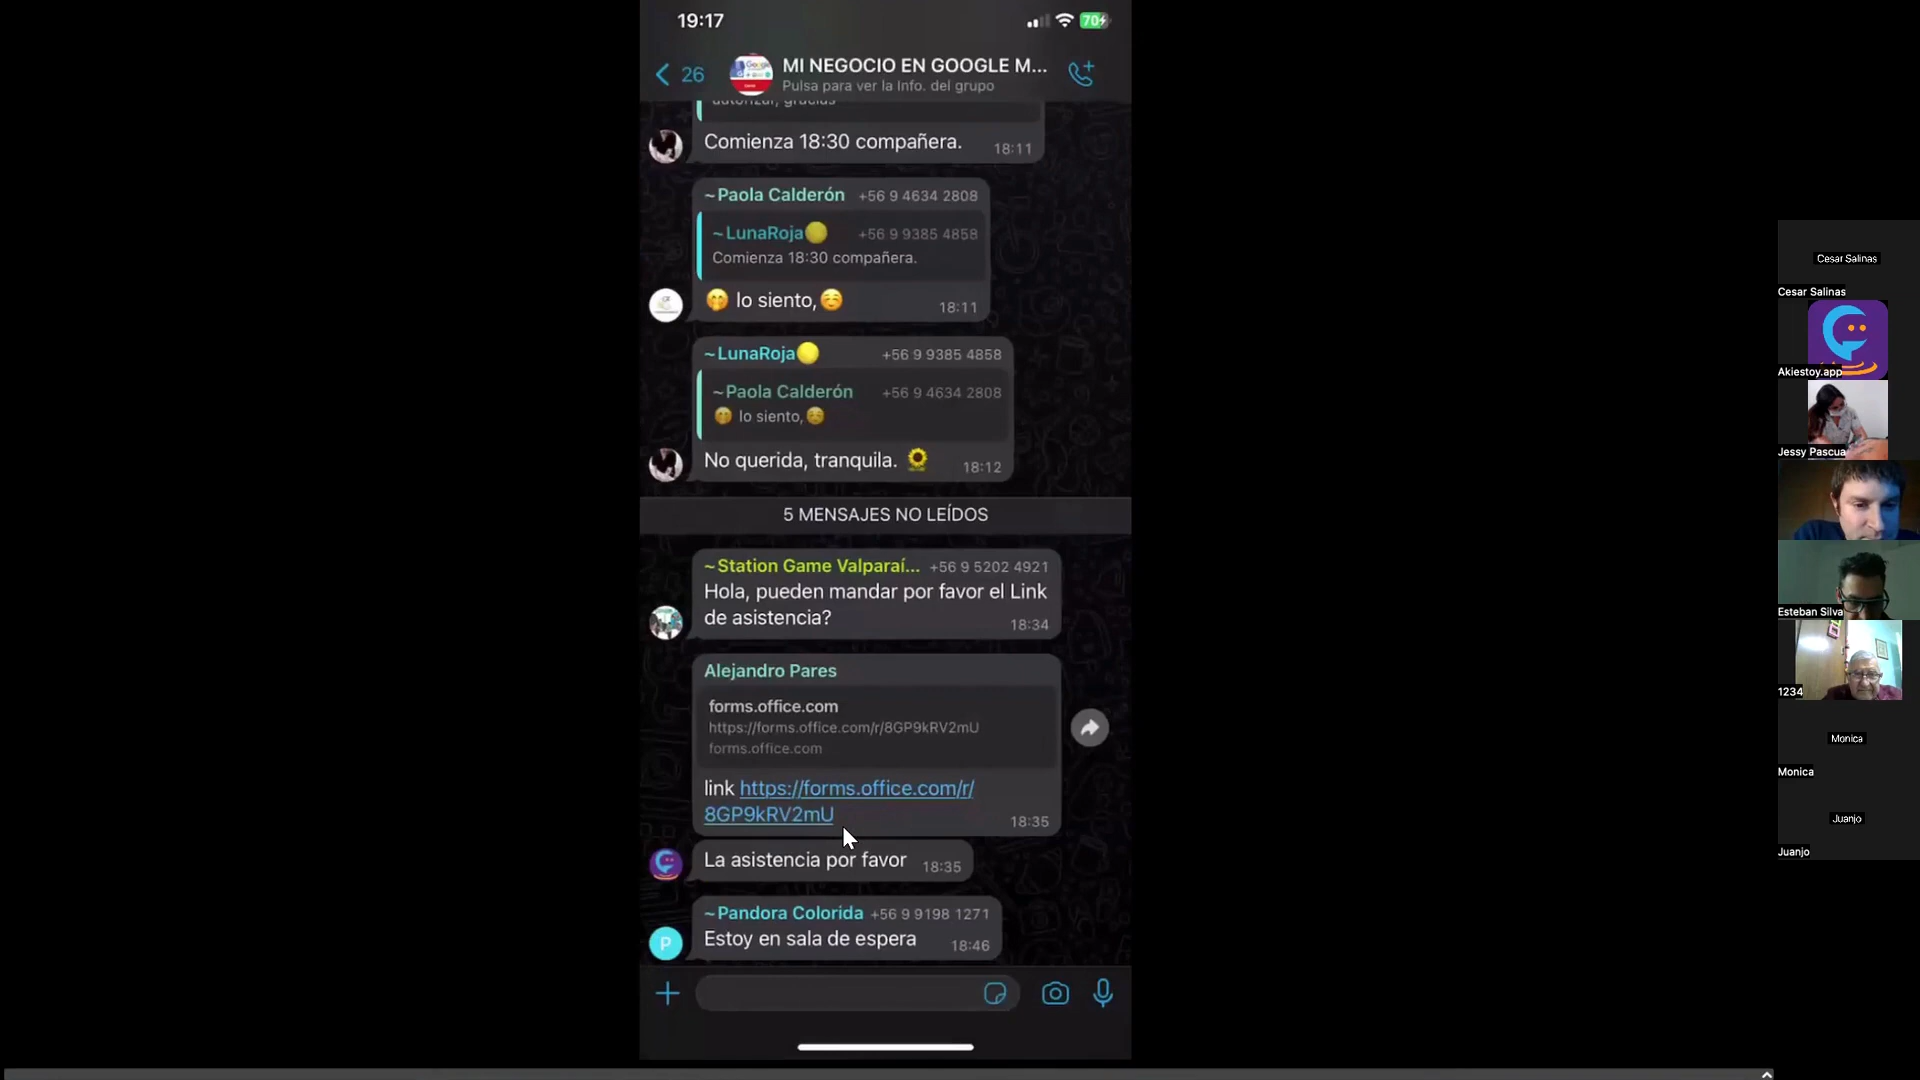 19:17
70
26
MI NEGOCIO EN GOOGLE M...
Pulsa para ver la Info. del grupo
autorizar, gracias
Comienza 18:30 compañera.
18:11
~Paola Calderón +56 9 4634 2808
~LunaRoja +56 9 9385 4858
Comienza 18:30 compañera.
lo siento,
18:11
~LunaRoja +56 9 9385 4858
~Paola Calderón +56 9 4634 2808
lo siento,
No querida, tranquila.
18:12
5 MENSAJES NO LEÍDOS
~Station Game Valparaí... +56 9 5202 4921
Hola, pueden mandar por favor el Link
de asistencia?
18:34
Alejandro Pares
forms.office.com
https://forms.office.com/r/8GP9kRV2mU
forms.office.com
link https://forms.office.com/r/
8GP9kRV2mU
18:35
La asistencia por favor 18:35
~Pandora Colorida +56 9 9198 1271
Estoy en sala de espera 18:46
P
Cesar Salinas
Cesar Salinas
Akiestoy.app
Jessy Pascua
Esteban Silva
1234
Monica
Monica
Juanjo
Juanjo